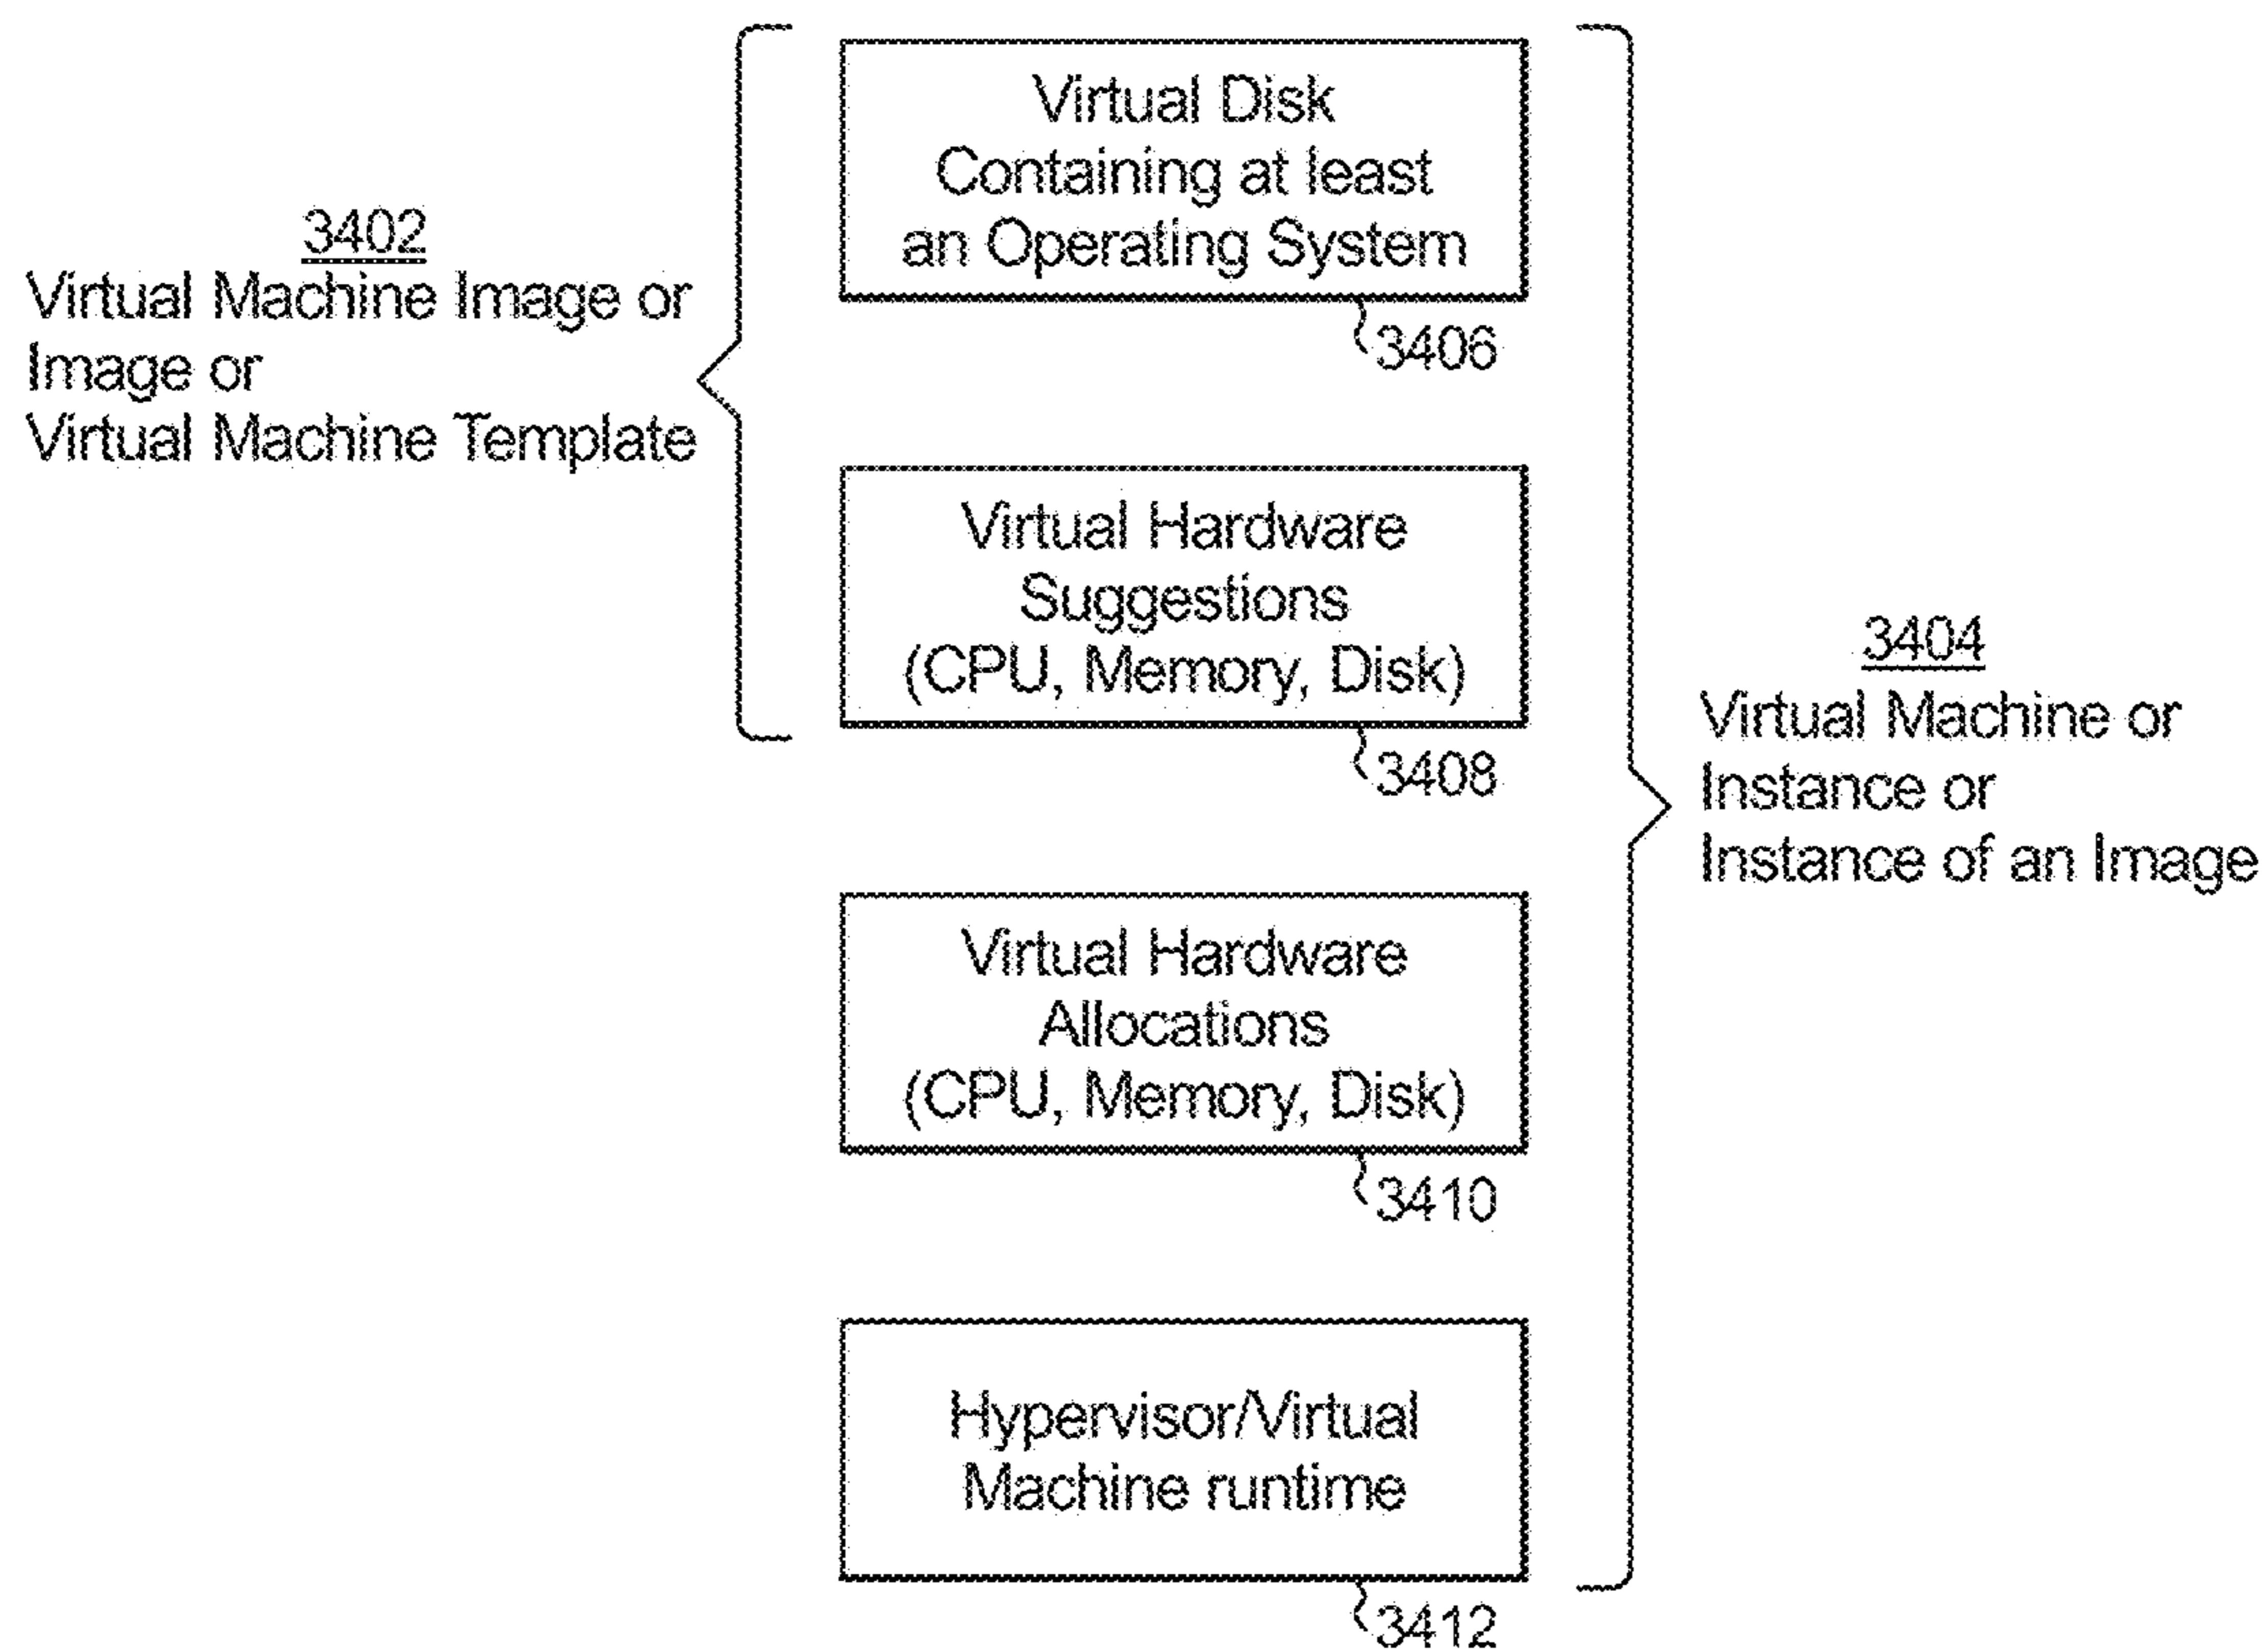 3402
Virtual Machine Image or
Image or
Virtual Machine Template
Virtual Disk
Containing at least
an Operating System
3406
Virtual Hardware
Suggestions
(CPU, Memory, Disk)
3408
Virtual Hardware
Allocations
(CPU, Memory, Disk)
3410
Hypervisor/Virtual
Machine runtime
3412
3404
Virtual Machine or
Instance or
Instance of an Image